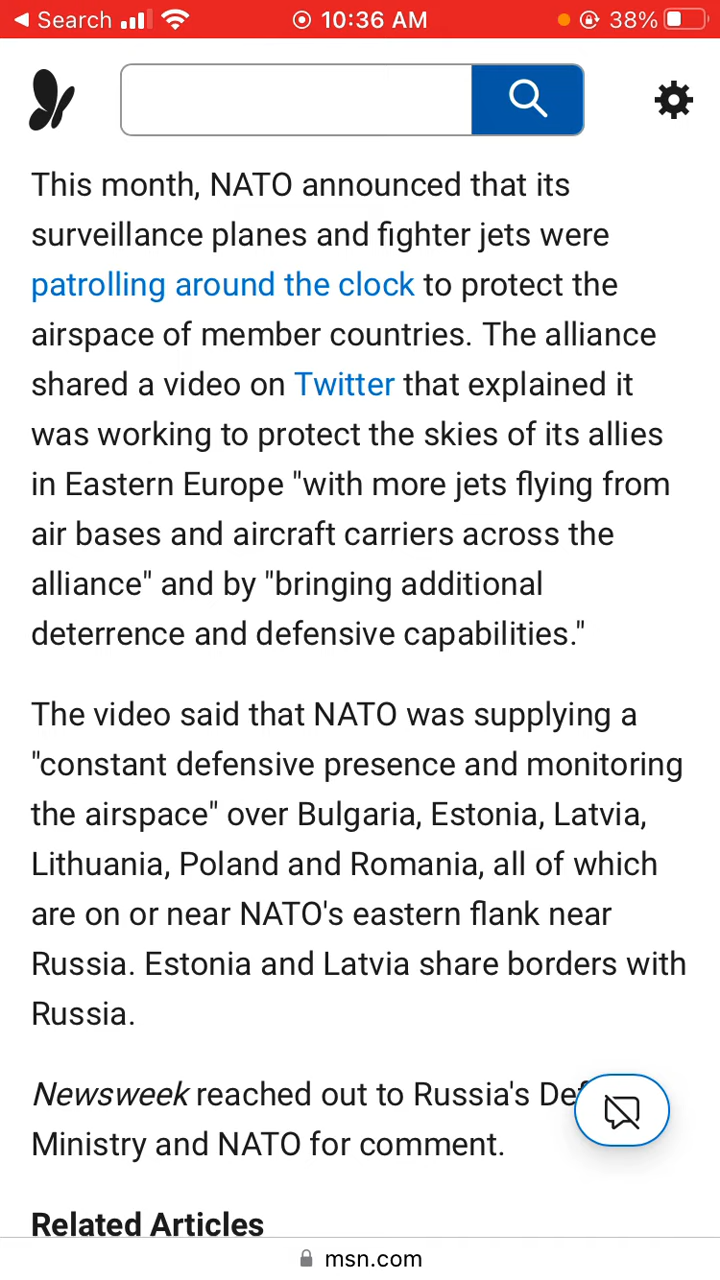 Search
10:36 AM
38%
This month, NATO announced that its
surveillance planes and fighter jets were
patrolling around the clock to protect the
airspace of member countries. The alliance
shared a video on Twitter that explained it
was working to protect the skies of its allies
in Eastern Europe "with more jets flying from
air bases and aircraft carriers across the
alliance" and by "bringing additional
deterrence and defensive capabilities."
The video said that NATO was supplying a
"constant defensive presence and monitoring
the airspace" over Bulgaria, Estonia, Latvia,
Lithuania, Poland and Romania, all of which
are on or near NATO's eastern flank near
Russia. Estonia and Latvia share borders with
Russia.
Newsweek reached out to Russia's
Ministry and NATO for comment.
Related Articles
msn.com